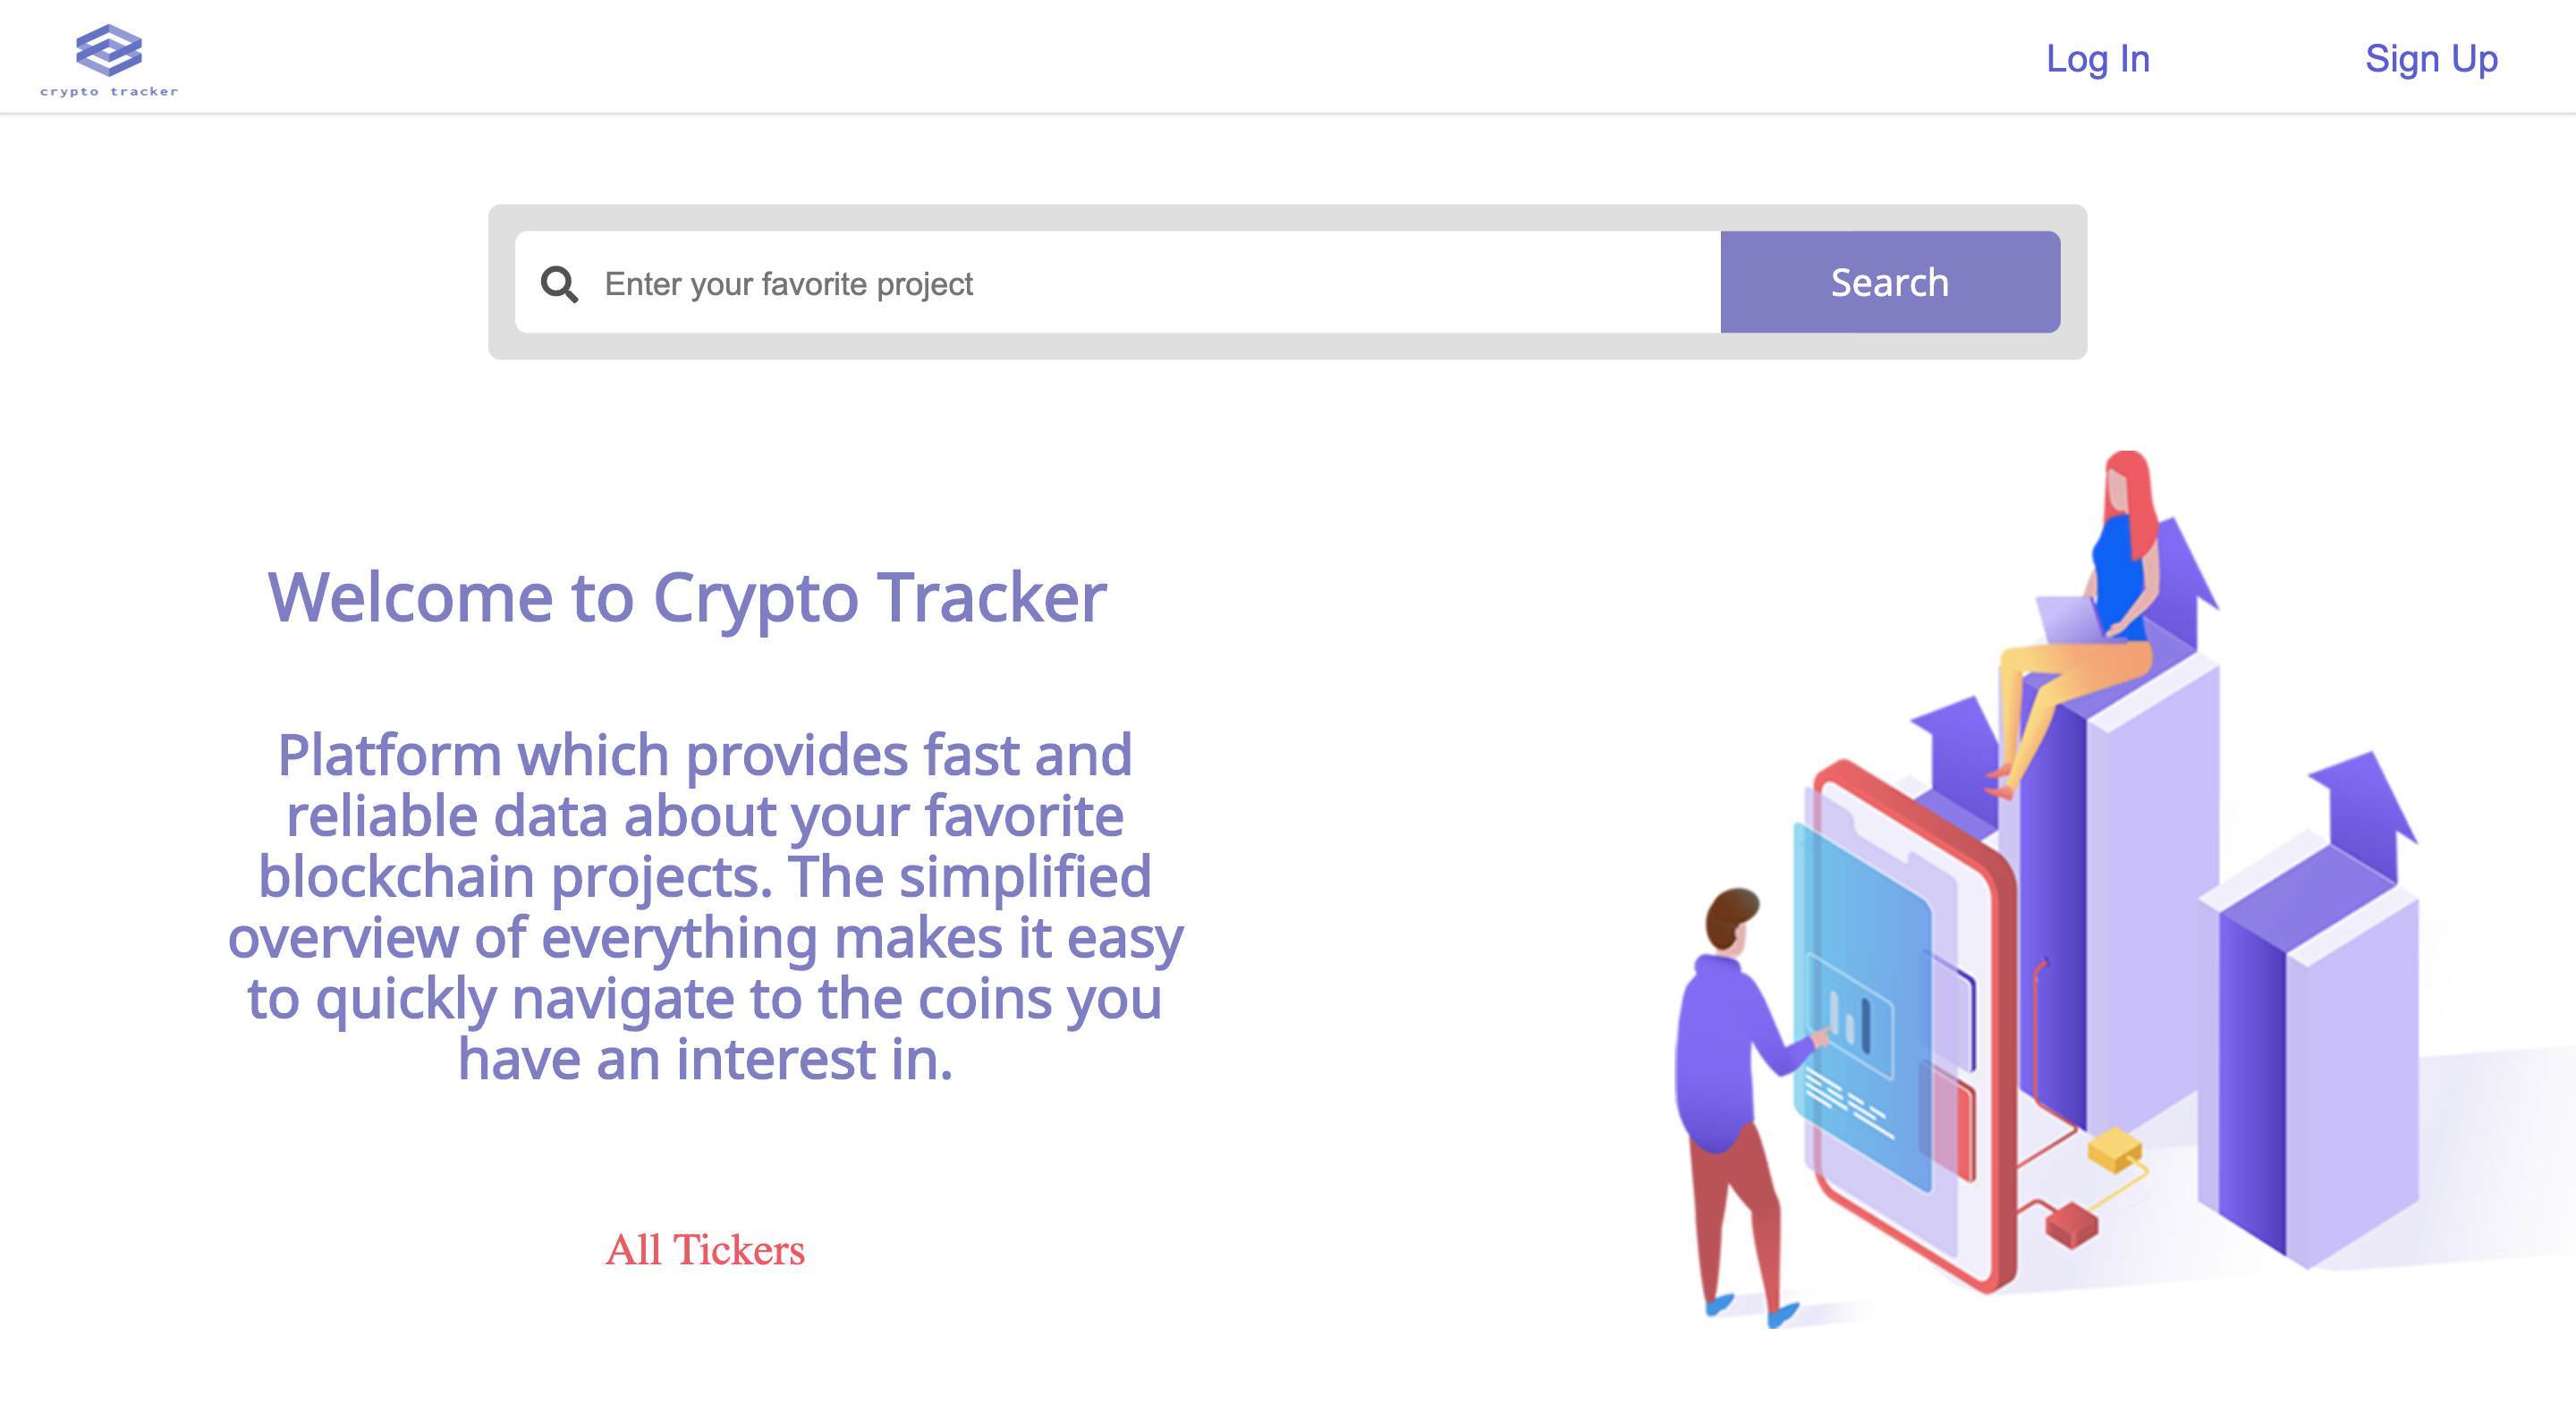 crypto tracker
Log In
Sign Up
Enter your favorite project
Search
Welcome to Crypto Tracker
Platform which provides fast and
reliable data about your favorite
blockchain projects. The simplified
overview of everything makes it easy
to quickly navigate to the coins you
have an interest in.
All Tickers